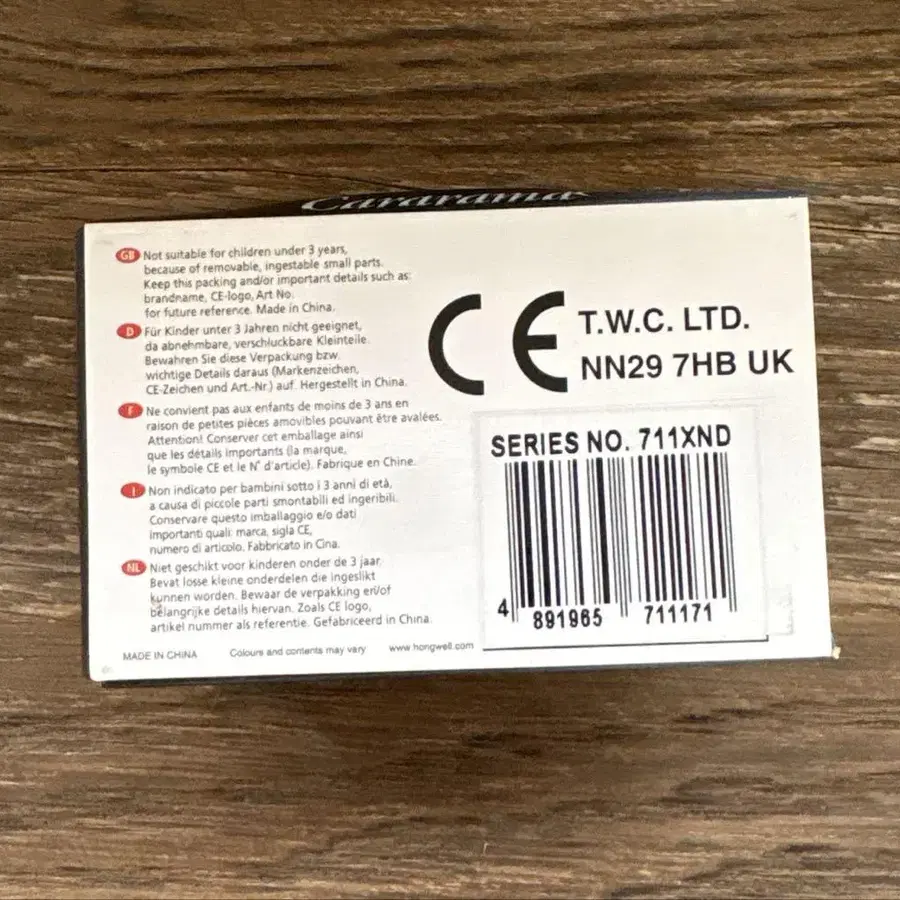 Cararama
GB Not suitable for children under 3 years,
because of removable, ingestable small parts.
Keep this packing and/or important details such as:
brandname, CE-logo, Art No.
for future reference. Made in China.
D Für Kinder unter 3 Jahren nicht geeignet,
da abnehmbare, verschluckbare Kleinteile.
Bewahren Sie diese Verpackung bzw.
wichtige Details daraus (Markenzeichen,
CE-Zeichen und Art.-Nr.) auf. Hergestellt in China.
F Ne convient pas aux enfants de moins de 3 ans en
raison de petites pièces amovibles pouvant être avalées.
Attention! Conserver cet emballage ainsi
que les détails importants (la marque,
le symbole CE et le N° d'article). Fabrique en Chine.
I Non indicato per bambini sotto i 3 anni di età,
a causa di piccole parti smontabili ed ingeribili.
Conservare questo imballaggio e/o dati
importanti quali: marca, sigla CE,
numero di articolo. Fabbricato in Cina.
NL Niet geschikt voor kinderen onder de 3 jaar.
Bevat losse kleine onderdelen die ingeslikt
kunnen worden. Bewaar de verpakking en/of
belangrijke details hiervan. Zoals CE logo,
artikel nummer als referentie. Gefabriceerd in China.
MADE IN CHINA Colours and contents may vary www.hongwell.com
CE
T.W.C. LTD.
NN29 7HB UK
SERIES NO. 711XND
4 891965 711171